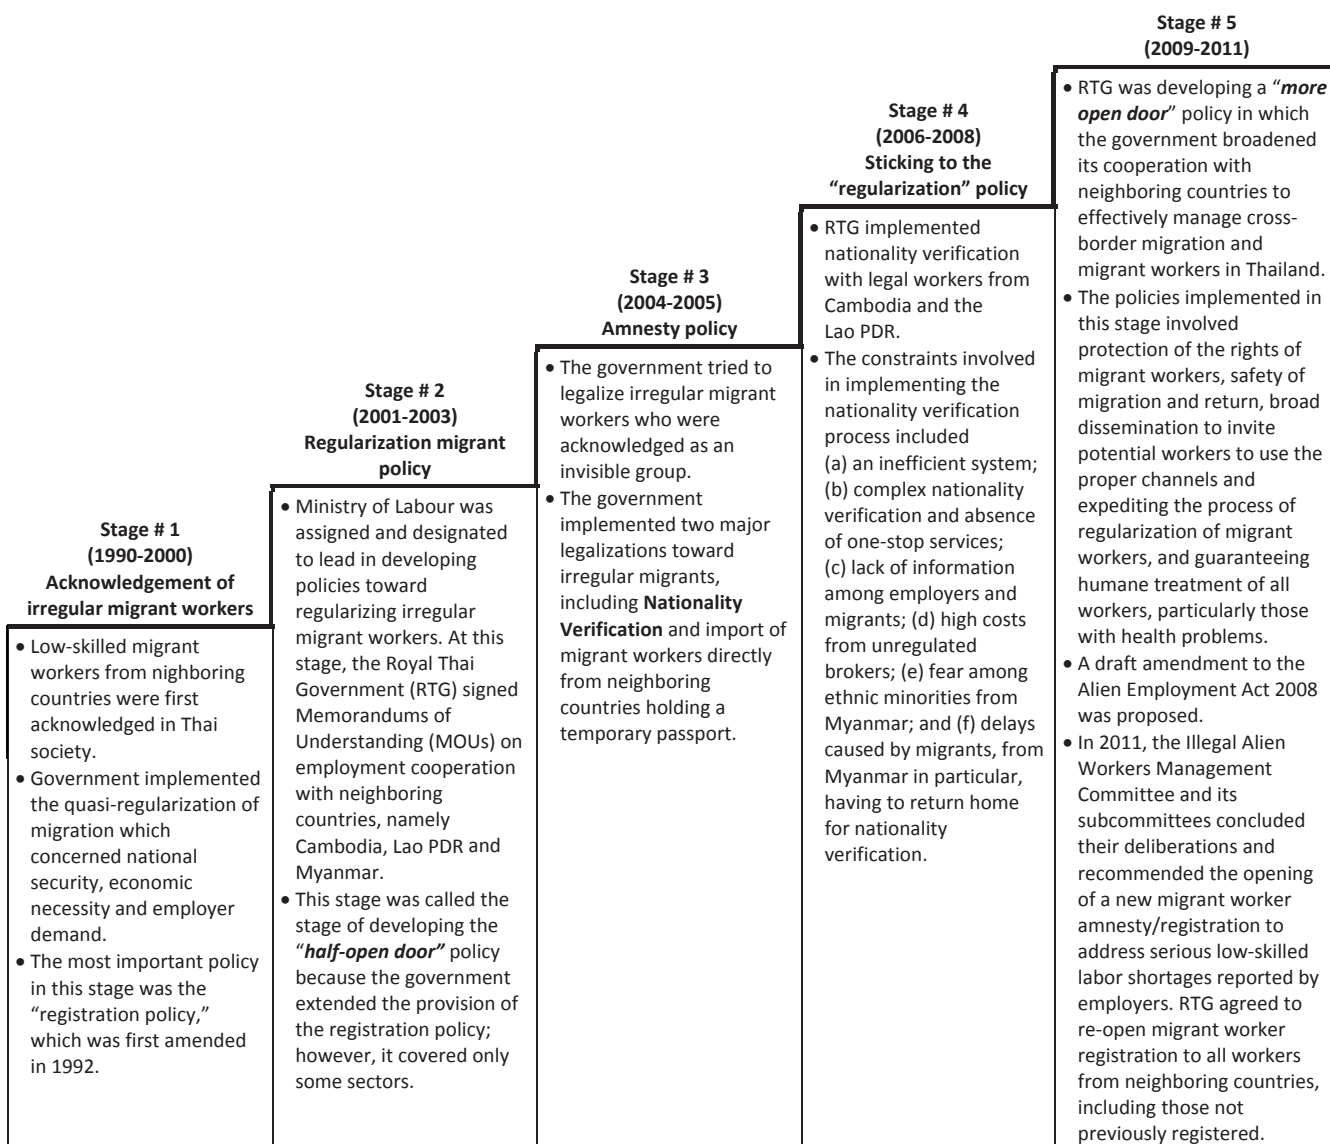 Stage # 1
(1990-2000)
Acknowledgement of
irregular migrant workers
• Low-skilled migrant
workers from nighboring
countries were first
acknowledged in Thai
society.
• Government implemented
the quasi-regularization of
migration which
concerned national
security, economic
necessity and employer
demand.
• The most important policy
in this stage was the
“registration policy,”
which was first amended
in 1992.
Stage # 2
(2001-2003)
Regularization migrant
policy
• Ministry of Labour was
assigned and designated
to lead in developing
policies toward
regularizing irregular
migrant workers. At this
stage, the Royal Thai
Government (RTG) signed
Memorandums of
Understanding (MOUs) on
employment cooperation
with neighboring
countries, namely
Cambodia, Lao PDR and
Myanmar.
• This stage was called the
stage of developing the
“half-open door” policy
because the government
extended the provision of
the registration policy;
however, it covered only
some sectors.
Stage # 3
(2004-2005)
Amnesty policy
• The government tried to
legalize irregular migrant
workers who were
acknowledged as an
invisible group.
• The government
implemented two major
legalizations toward
irregular migrants,
including Nationality
Verification and import of
migrant workers directly
from neighboring
countries holding a
temporary passport.
Stage # 4
(2006-2008)
Sticking to the
“regularization” policy
• RTG implemented
nationality verification
with legal workers from
Cambodia and the
Lao PDR.
• The constraints involved
in implementing the
nationality verification
process included
(a) an inefficient system;
(b) complex nationality
verification and absence
of one-stop services;
(c) lack of information
among employers and
migrants; (d) high costs
from unregulated
brokers; (e) fear among
ethnic minorities from
Myanmar; and (f) delays
caused by migrants, from
Myanmar in particular,
having to return home
for nationality
verification.
Stage # 5
(2009-2011)
• RTG was developing a “more
open door” policy in which
the government broadened
its cooperation with
neighboring countries to
effectively manage cross-
border migration and
migrant workers in Thailand.
• The policies implemented in
this stage involved
protection of the rights of
migrant workers, safety of
migration and return, broad
dissemination to invite
potential workers to use the
proper channels and
expediting the process of
regularization of migrant
workers, and guaranteeing
humane treatment of all
workers, particularly those
with health problems.
• A draft amendment to the
Alien Employment Act 2008
was proposed.
• In 2011, the Illegal Alien
Workers Management
Committee and its
subcommittees concluded
their deliberations and
recommended the opening
of a new migrant worker
amnesty/registration to
address serious low-skilled
labor shortages reported by
employers. RTG agreed to
re-open migrant worker
registration to all workers
from neighboring countries,
including those not
previously registered.